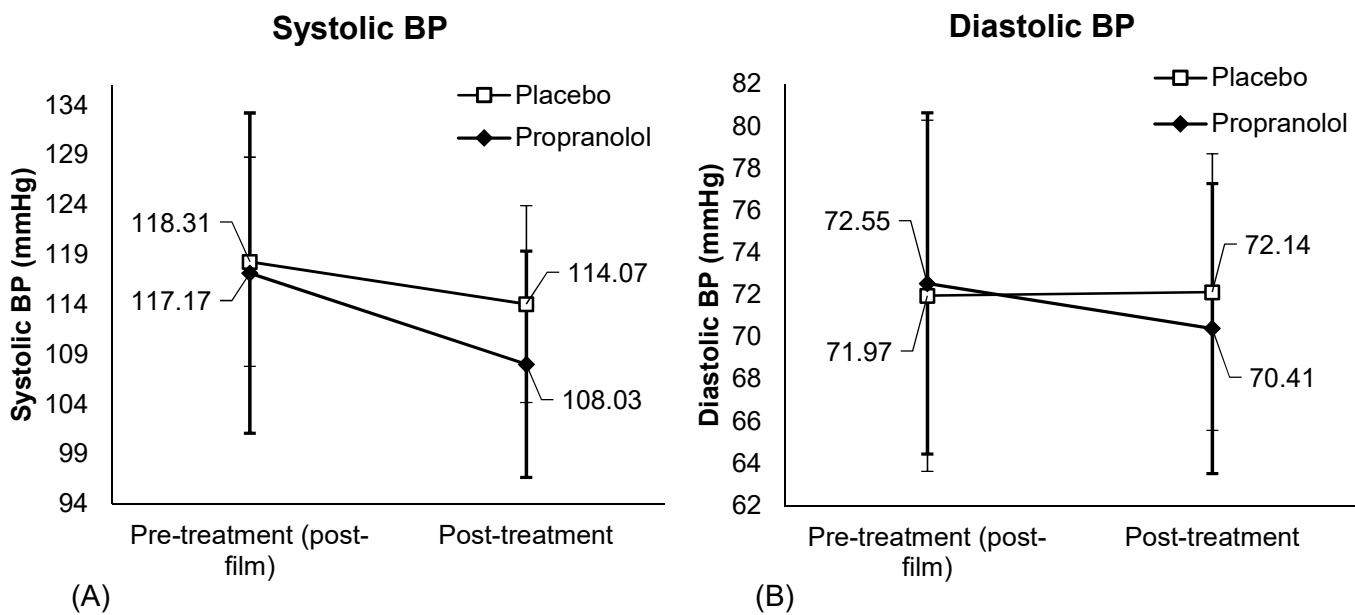 Systolic BP
Placebo
Propranolol
Systolic BP (mmHg)
134
129
124
119
114
109
104
99
94
118.31
117.17
114.07
108.03
Pre-treatment (post-
film)
Post-treatment
(A)
Diastolic BP
Placebo
Propranolol
Diastolic BP (mmHg)
82
80
78
76
74
72
70
68
66
64
62
72.55
71.97
72.14
70.41
Pre-treatment (post-
film)
Post-treatment
(B)